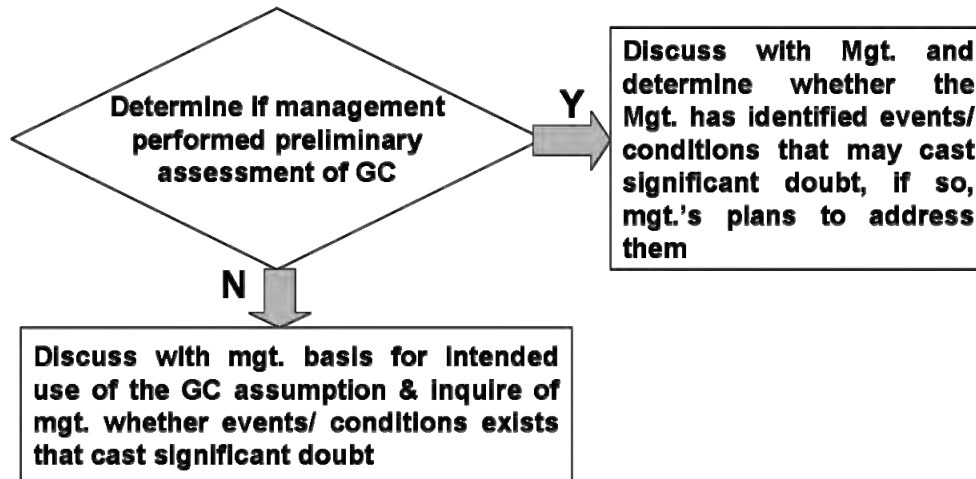 Determine if management
performed preliminary
assessment of GC
Y
Discuss with Mgt. and
determine whether the
Mgt. has identified events/
conditions that may cast
significant doubt, if so,
mgt.'s plans to address
them
N
Discuss with mgt. basis for intended
use of the GC assumption & inquire of
mgt. whether events/ conditions exists
that cast significant doubt